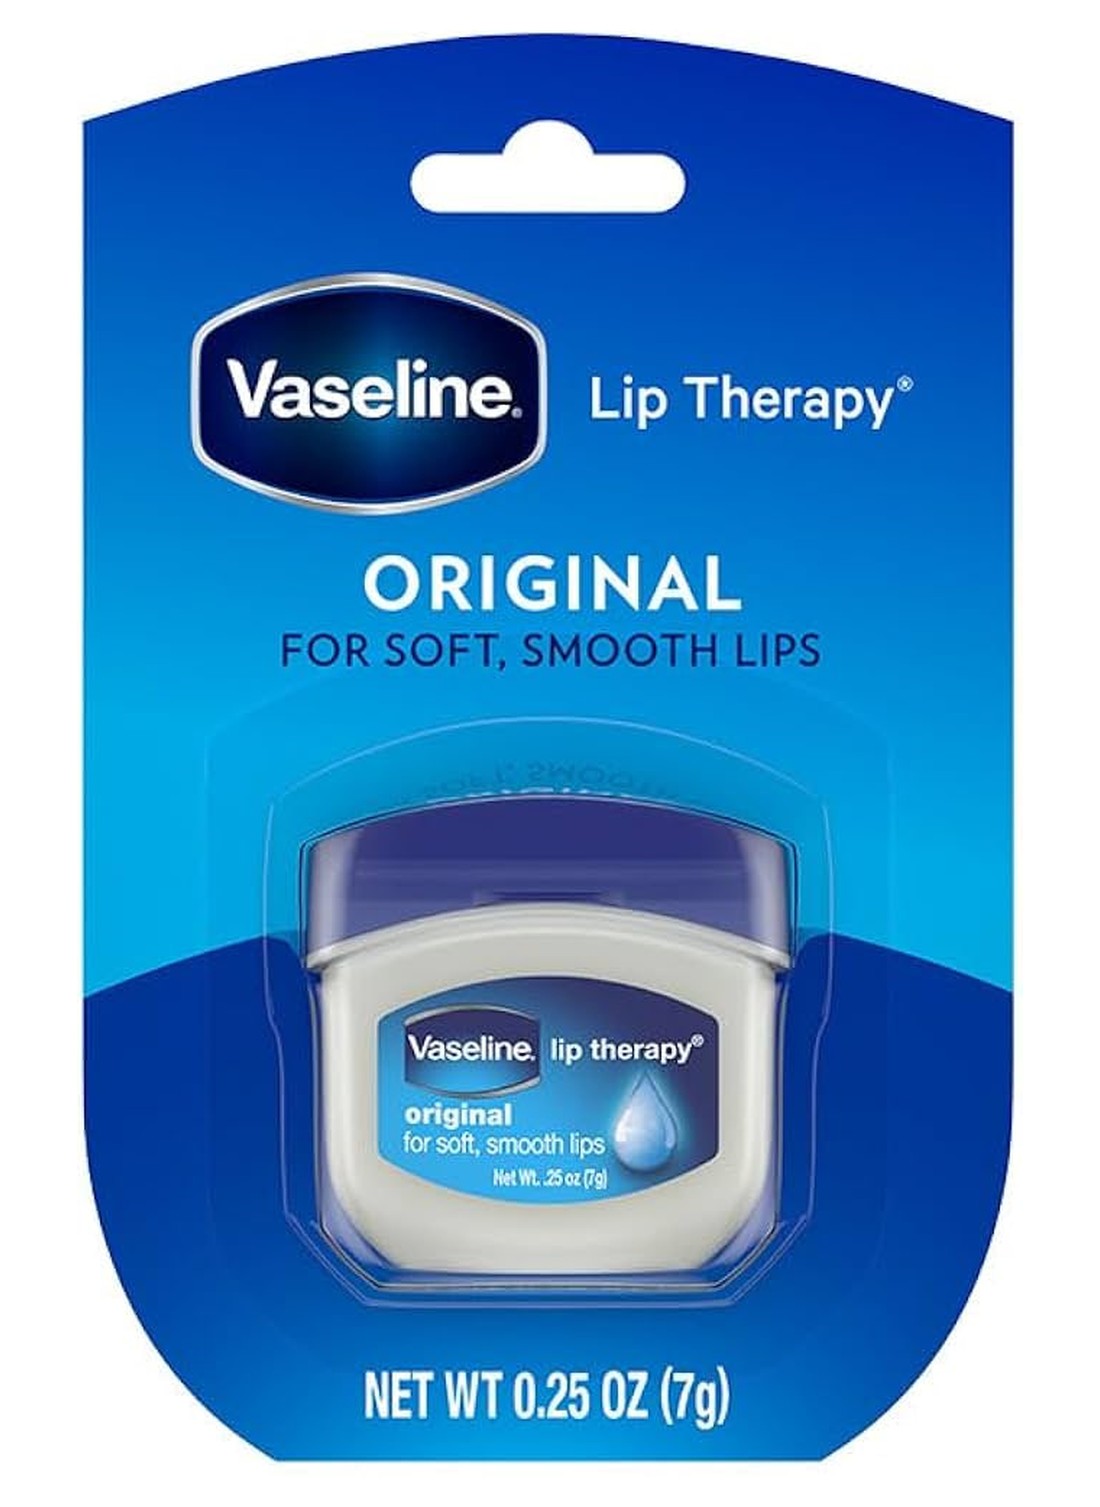 Vaseline. Lip Therapy®
ORIGINAL
FOR SOFT, SMOOTH LIPS
Vaseline. lip therapy®
original
for soft, smooth lips
Net Wt. .25 oz (7g)
NET WT 0.25 OZ (7g)